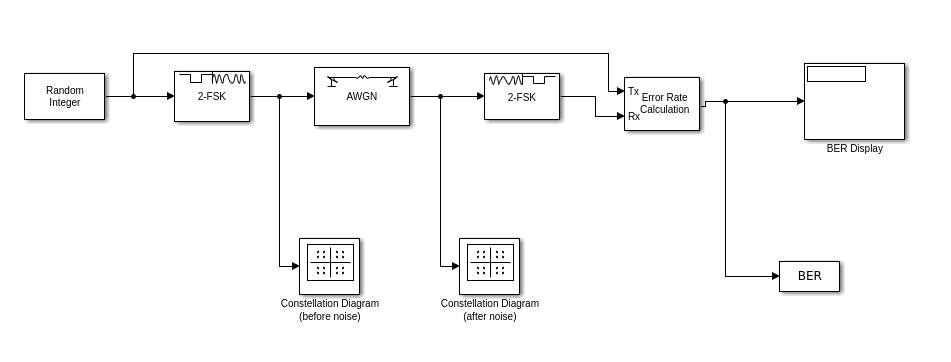 Random
Integer
2-FSK
AWGN
2-FSK
Tx
Rx
Error Rate
Calculation
BER Display
Constellation Diagram
(before noise)
Constellation Diagram
(after noise)
BER